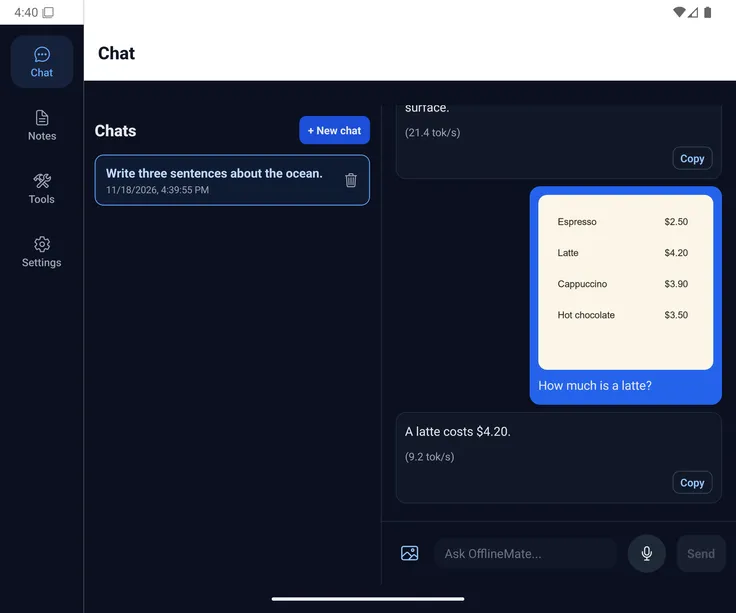 4:40
Chat
Chat
Notes
Tools
Settings
Chats
+ New chat
Write three sentences about the ocean.
11/18/2026, 4:39:55 PM
surface.
(21.4 tok/s)
Copy
Espresso $2.50
Latte $4.20
Cappuccino $3.90
Hot chocolate $3.50
How much is a latte?
A latte costs $4.20.
(9.2 tok/s)
Copy
Ask OfflineMate...
Send